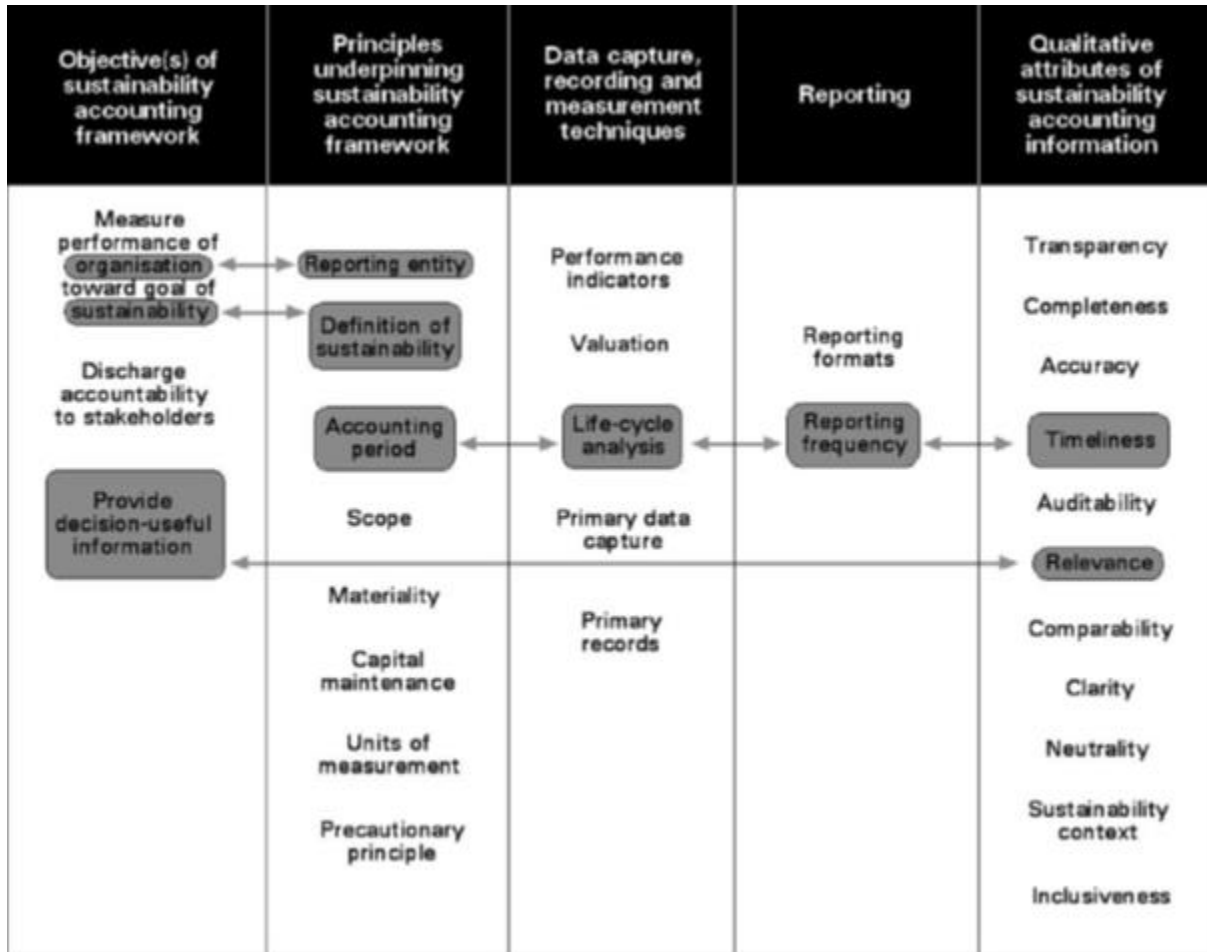 Objective(s) of
sustainability
accounting
framework
Principles
underpinning
sustainability
accounting
framework
Data capture,
recording and
measurement
techniques
Reporting
Qualitative
attributes of
sustainability
accounting
information
Measure
performance of
organisation
toward goal of
sustainability
Discharge
accountability
to stakeholders
Provide
decision-useful
information
Reporting entity
Definition of
sustainability
Accounting
period
Scope
Materiality
Capital
maintenance
Units of
measurement
Precautionary
principle
Performance
indicators
Valuation
Life-cycle
analysis
Primary data
capture
Primary
records
Reporting
formats
Reporting
frequency
Transparency
Completeness
Accuracy
Timeliness
Auditability
Relevance
Comparability
Clarity
Neutrality
Sustainability
context
Inclusiveness